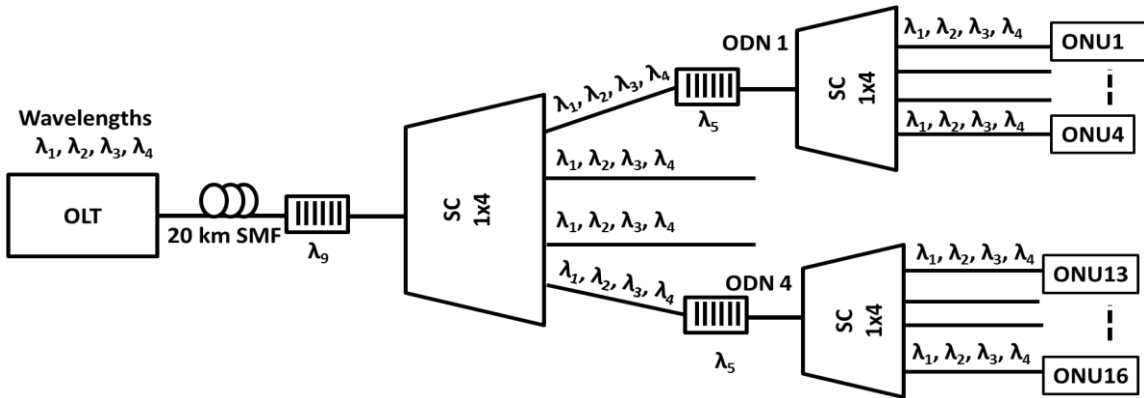 Wavelengths
λ1, λ2, λ3, λ4
OLT
20 km SMF
λ9
SC
1x4
λ1, λ2, λ3, λ4
λ1, λ2, λ3, λ4
λ1, λ2, λ3, λ4
λ1, λ2, λ3, λ4
ODN 1
λ5
SC
1x4
λ1, λ2, λ3, λ4
ONU1
λ1, λ2, λ3, λ4
ONU4
ODN 4
λ5
SC
1x4
λ1, λ2, λ3, λ4
ONU13
λ1, λ2, λ3, λ4
ONU16